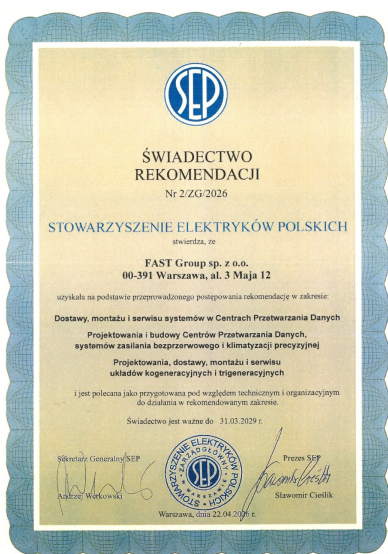 SEP
ŚWIADECTWO
REKOMENDACJI
Nr 2/ZG/2026
STOWARZYSZENIE ELEKTRYKÓW POLSKICH
stwierdza, że
FAST Group sp. z o.o.
00-391 Warszawa, al. 3 Maja 12
uzyskała na podstawie przeprowadzonego postępowania rekomendację w zakresie:
Dostawy, montażu i serwisu systemów w Centrach Przetwarzania Danych
Projektowania i budowy Centrów Przetwarzania Danych,
systemów zasilania bezprzerwowego i klimatyzacji precyzyjnej
Projektowania, dostawy, montażu i serwisu
układów kogeneracyjnych i trigeneracyjnych
i jest polecana jako przygotowana pod względem technicznym i organizacyjnym
do działania w rekomendowanym zakresie.
Świadectwo jest ważne do 31.03.2029 r.
Sekretarz Generalny SEP
Prezes SEP
STOWARZYSZENIE ELEKTRYKÓW POLSKICH
ZARZĄD GŁÓWNY
SEP
WARSZAWA
Andrzej Werkowski
Sławomir Cieślik
Warszawa, dnia 22.04.2026 r.